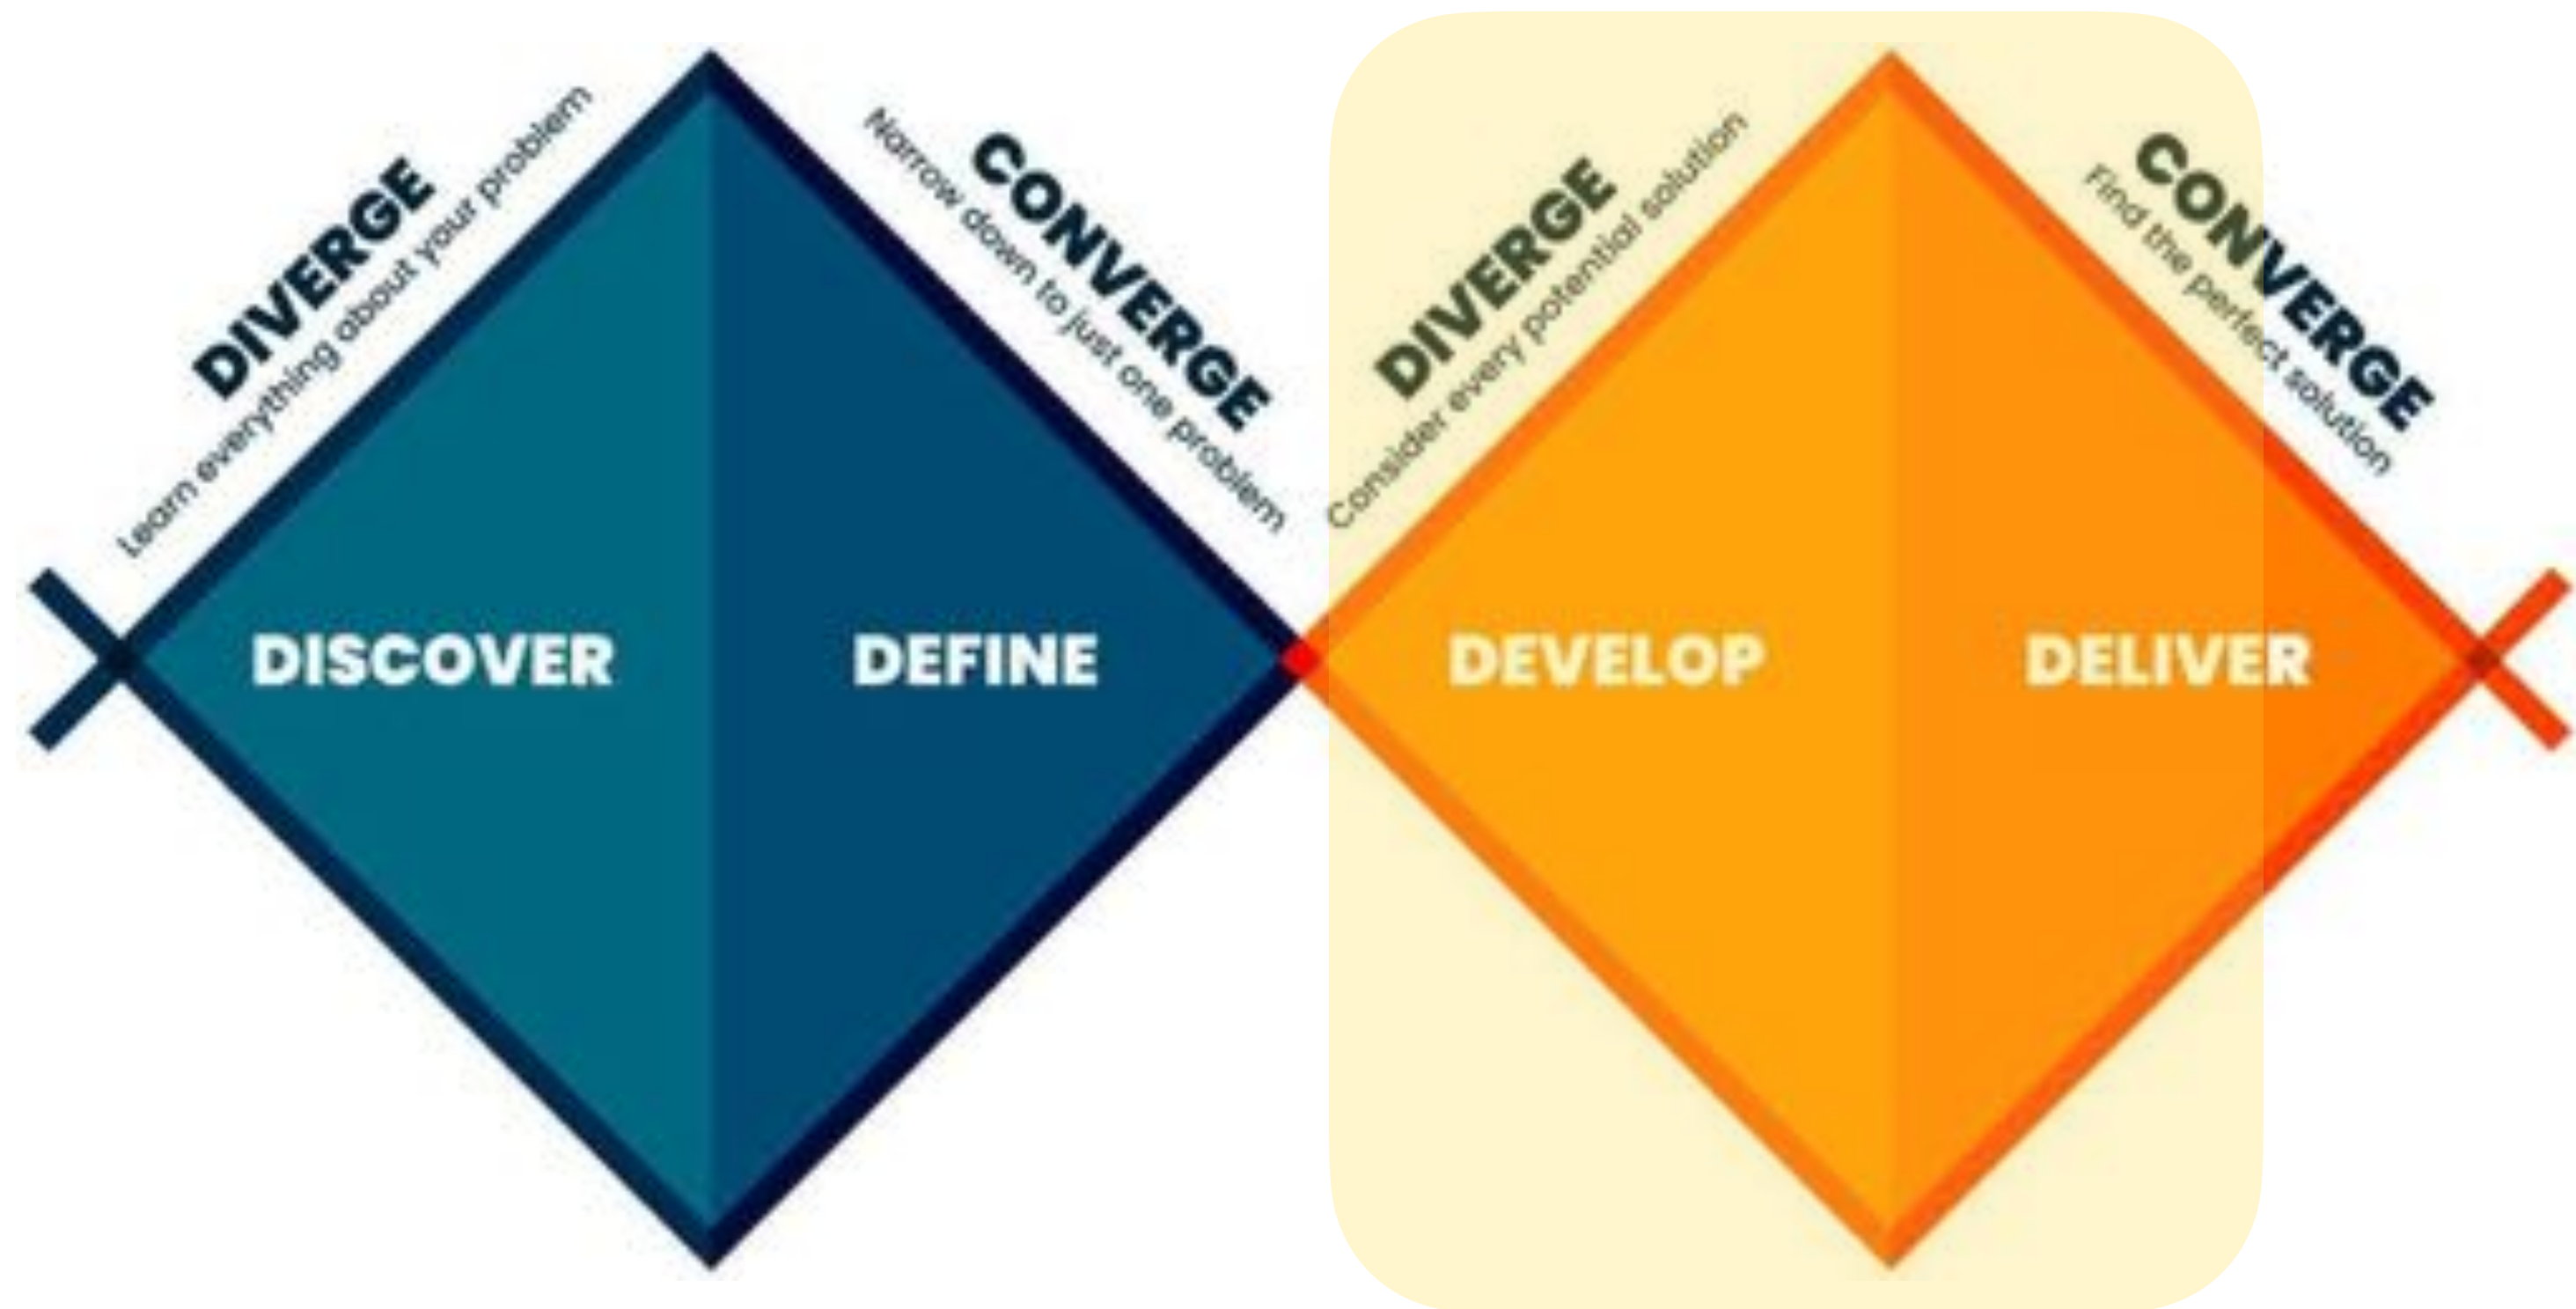 DIVERGE
Learn everything about your problem
CONVERGE
Narrow down to just one problem
DIVERGE
Consider every potential solution
CONVERGE
Find the perfect solution
DISCOVER
DEFINE
DEVELOP
DELIVER